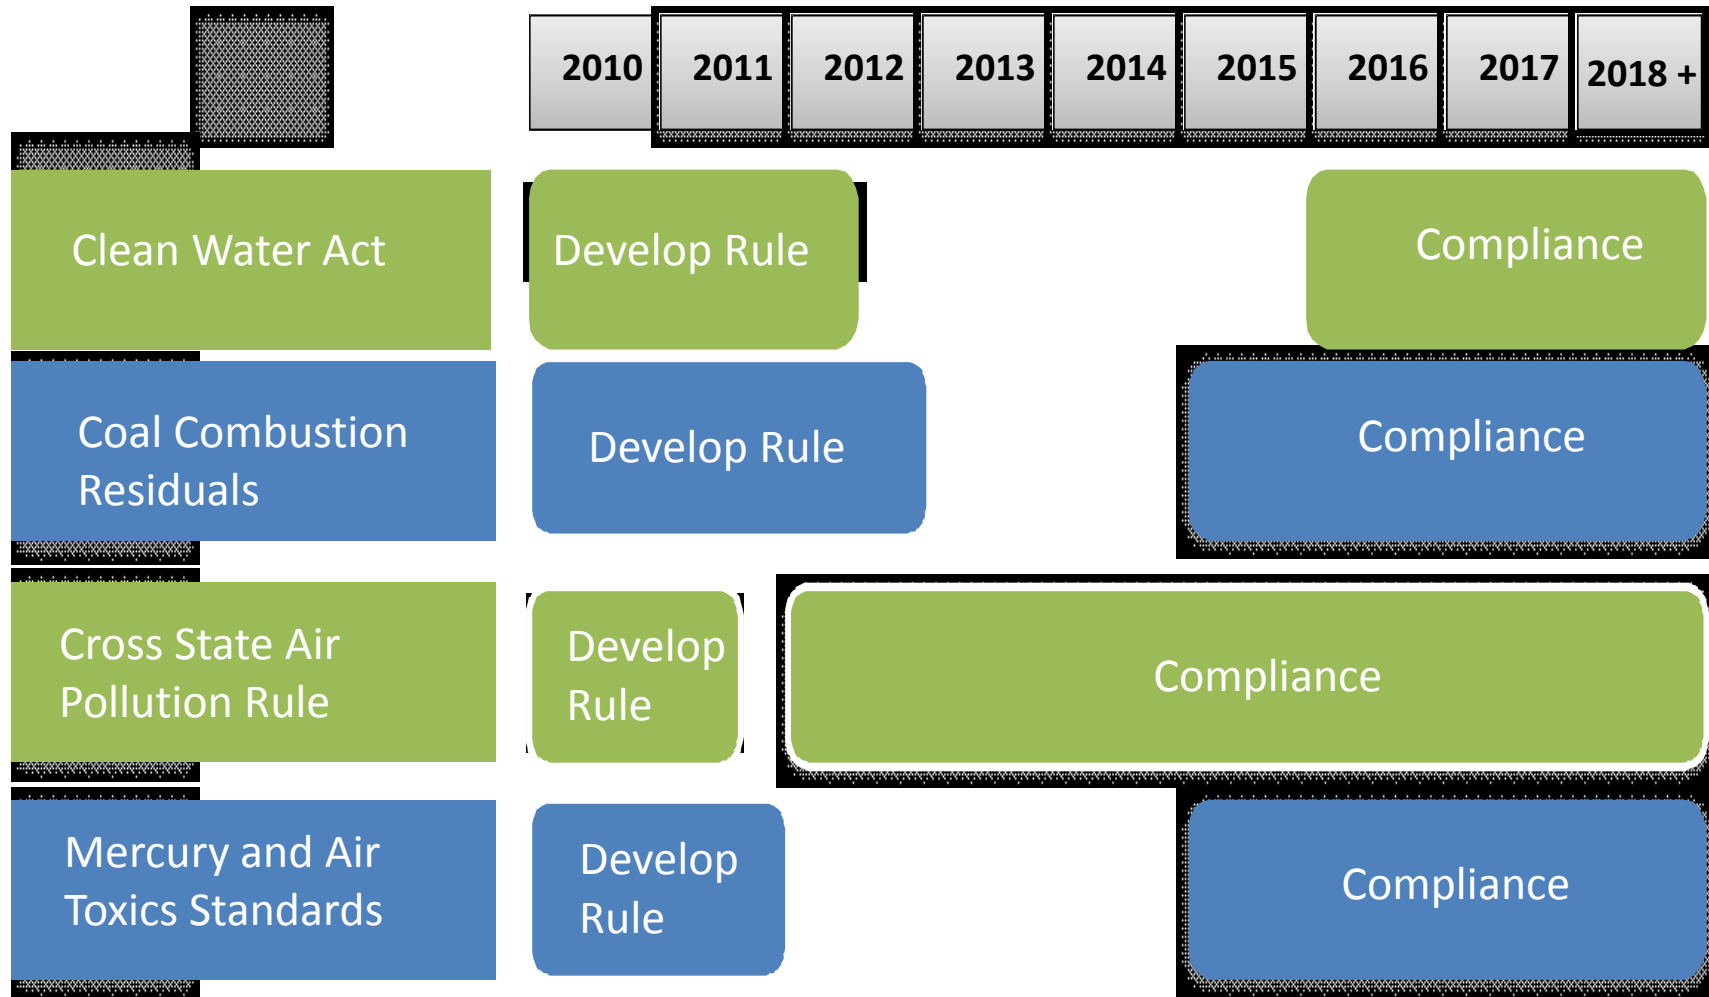 2010 2011 2012 2013 2014 2015 2016 2017 2018 +
Clean Water Act
Develop Rule
Compliance
Coal Combustion
Residuals
Develop Rule
Compliance
Cross State Air
Pollution Rule
Develop
Rule
Compliance
Mercury and Air
Toxics Standards
Develop
Rule
Compliance